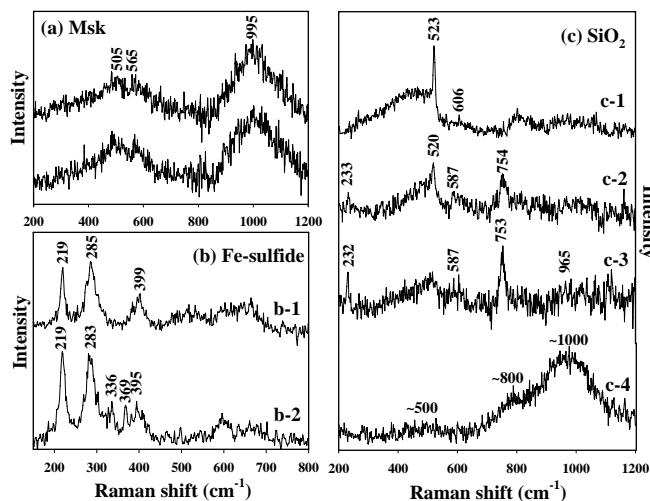 (a) Msk
505
565
995
Intensity
200 400 600 800 1000 1200
(b) Fe-sulfide
219
285
399
b-1
219
283
336
369
395
b-2
Intensity
200 300 400 500 600 700 800
Raman shift (cm⁻¹)
(c) SiO₂
523
606
c-1
233
520
587
754
c-2
232
587
753
965
c-3
~500
~800
~1000
c-4
Intensity
200 400 600 800 1000 1200
Raman shift (cm⁻¹)